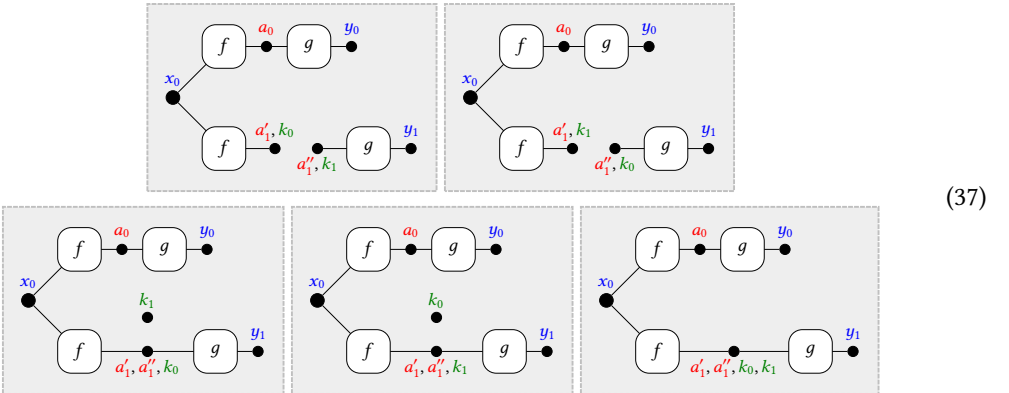 a₀ y₀ a₀ y₀
f g f g
x₀ x₀
a′₁, k₀ y₁ a′₁, k₁ y₁
f g f g
a″₁, k₁ a″₁, k₀
(37)
a₀ y₀ a₀ y₀ a₀ y₀
f g f g f g
x₀ x₀ x₀
k₁ k₀
y₁ y₁ y₁
f g f g f g
a′₁, a″₁, k₀ a′₁, a″₁, k₁ a′₁, a″₁, k₀, k₁